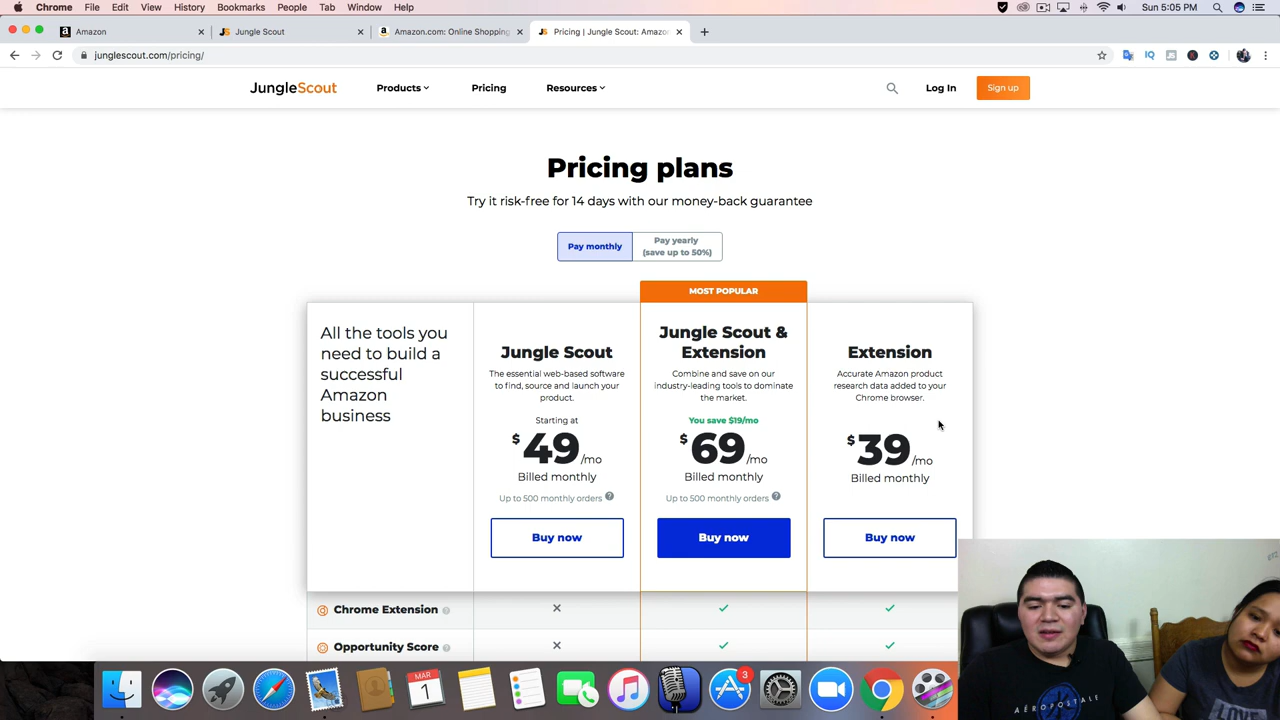 Chrome File Edit View History Bookmarks People Tab Window Help
Sun 5:05 PM
Amazon
Jungle Scout
Amazon.com: Online Shopping
Pricing | Jungle Scout: Amazo
junglescout.com/pricing/
JungleScout
Products
Pricing
Resources
Log In
Sign up
Pricing plans
Try it risk-free for 14 days with our money-back guarantee
Pay monthly
Pay yearly
(save up to 50%)
MOST POPULAR
All the tools you
need to build a
successful
Amazon
business
Jungle Scout
The essential web-based software
to find, source and launch your
product.
Starting at
$49/mo
Billed monthly
Up to 500 monthly orders ?
Buy now
Jungle Scout &
Extension
Combine and save on our
industry-leading tools to dominate
the market.
You save $19/mo
$69/mo
Billed monthly
Up to 500 monthly orders ?
Buy now
Extension
Accurate Amazon product
research data added to your
Chrome browser.
$39/mo
Billed monthly
Buy now
Chrome Extension ?
Opportunity Score ?
MAR
1
3
AÉROPOSTALE
LOVE